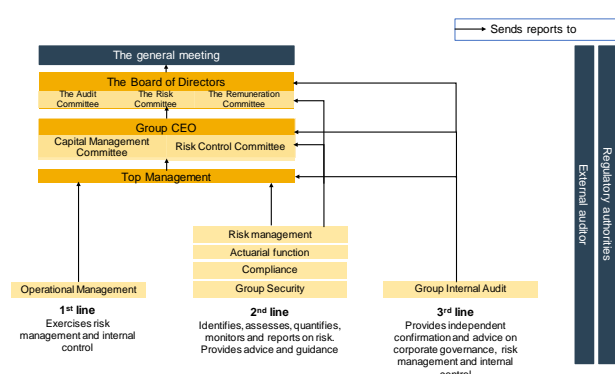 Sends reports to
The general meeting
The Board of Directors
The Audit
Committee
The Risk
Committee
The Remuneration
Committee
Group CEO
Capital Management
Committee
Risk Control Committee
Top Management
Risk management
Actuarial function
Compliance
Group Security
Operational Management
Group Internal Audit
1st line
Exercises risk
management and internal
control
2nd line
Identifies, assesses, quantifies,
monitors and reports on risk.
Provides advice and guidance
3rd line
Provides independent
confirmation and advice on
corporate governance, risk
management and internal
control
External auditor
Regulatory authorities